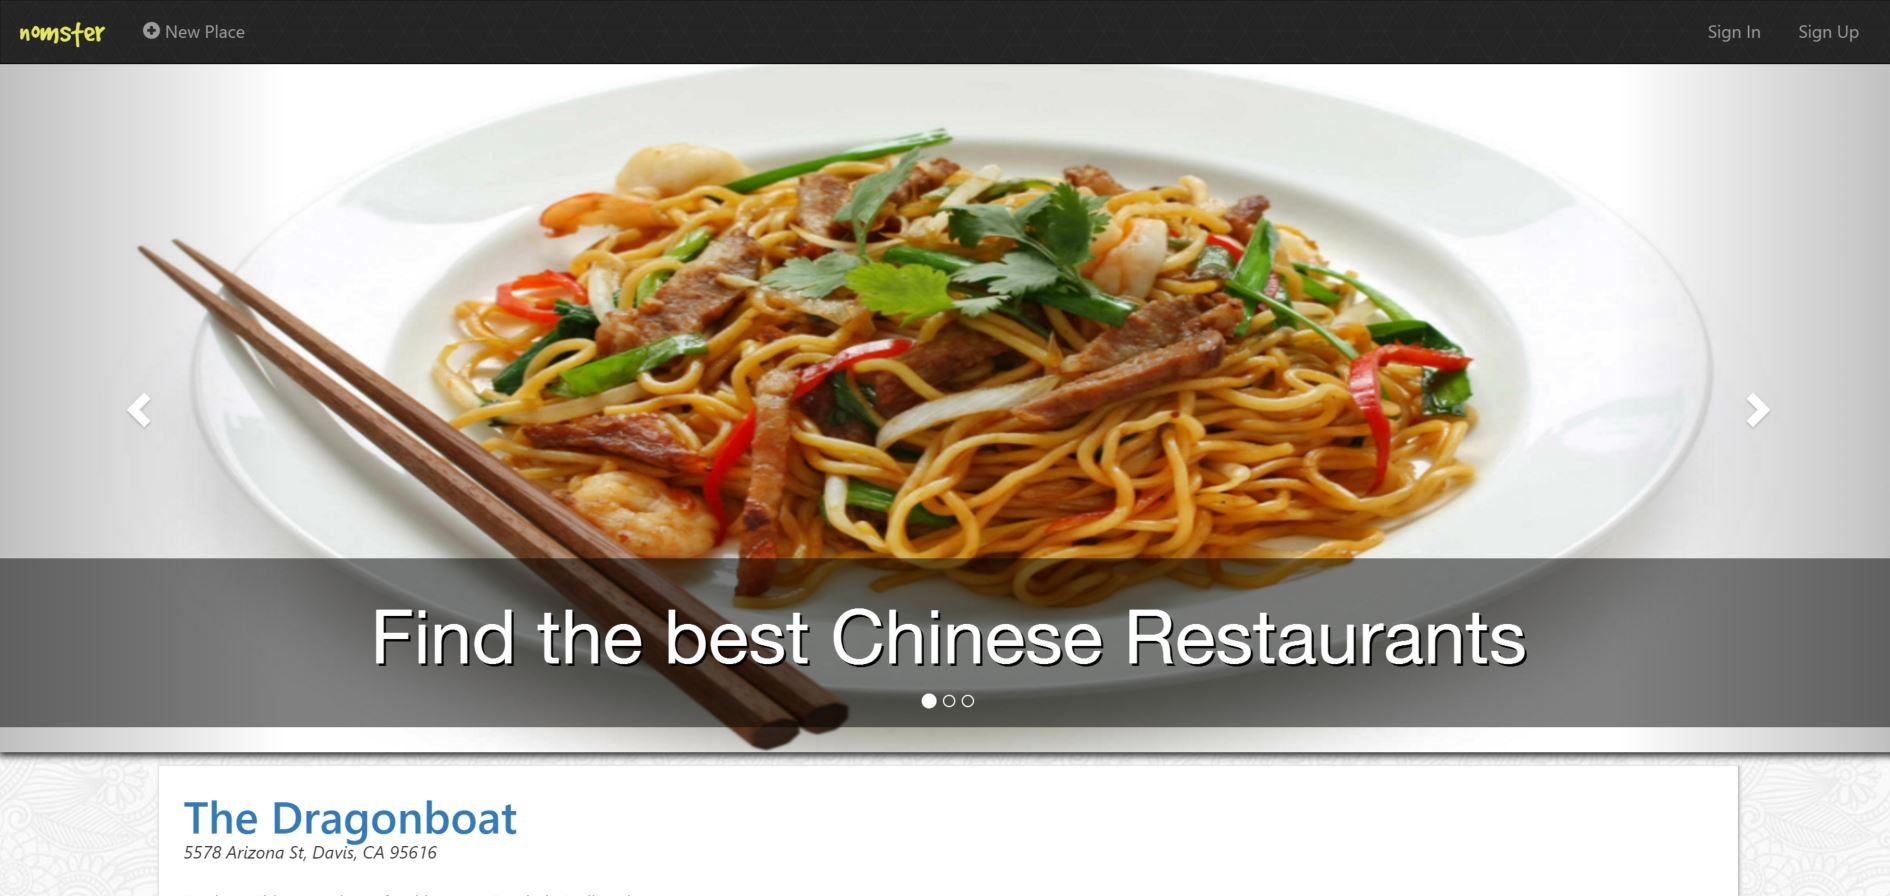 nomster
New Place
Sign In
Sign Up
Find the best Chinese Restaurants
The Dragonboat
5578 Arizona St, Davis, CA 95616